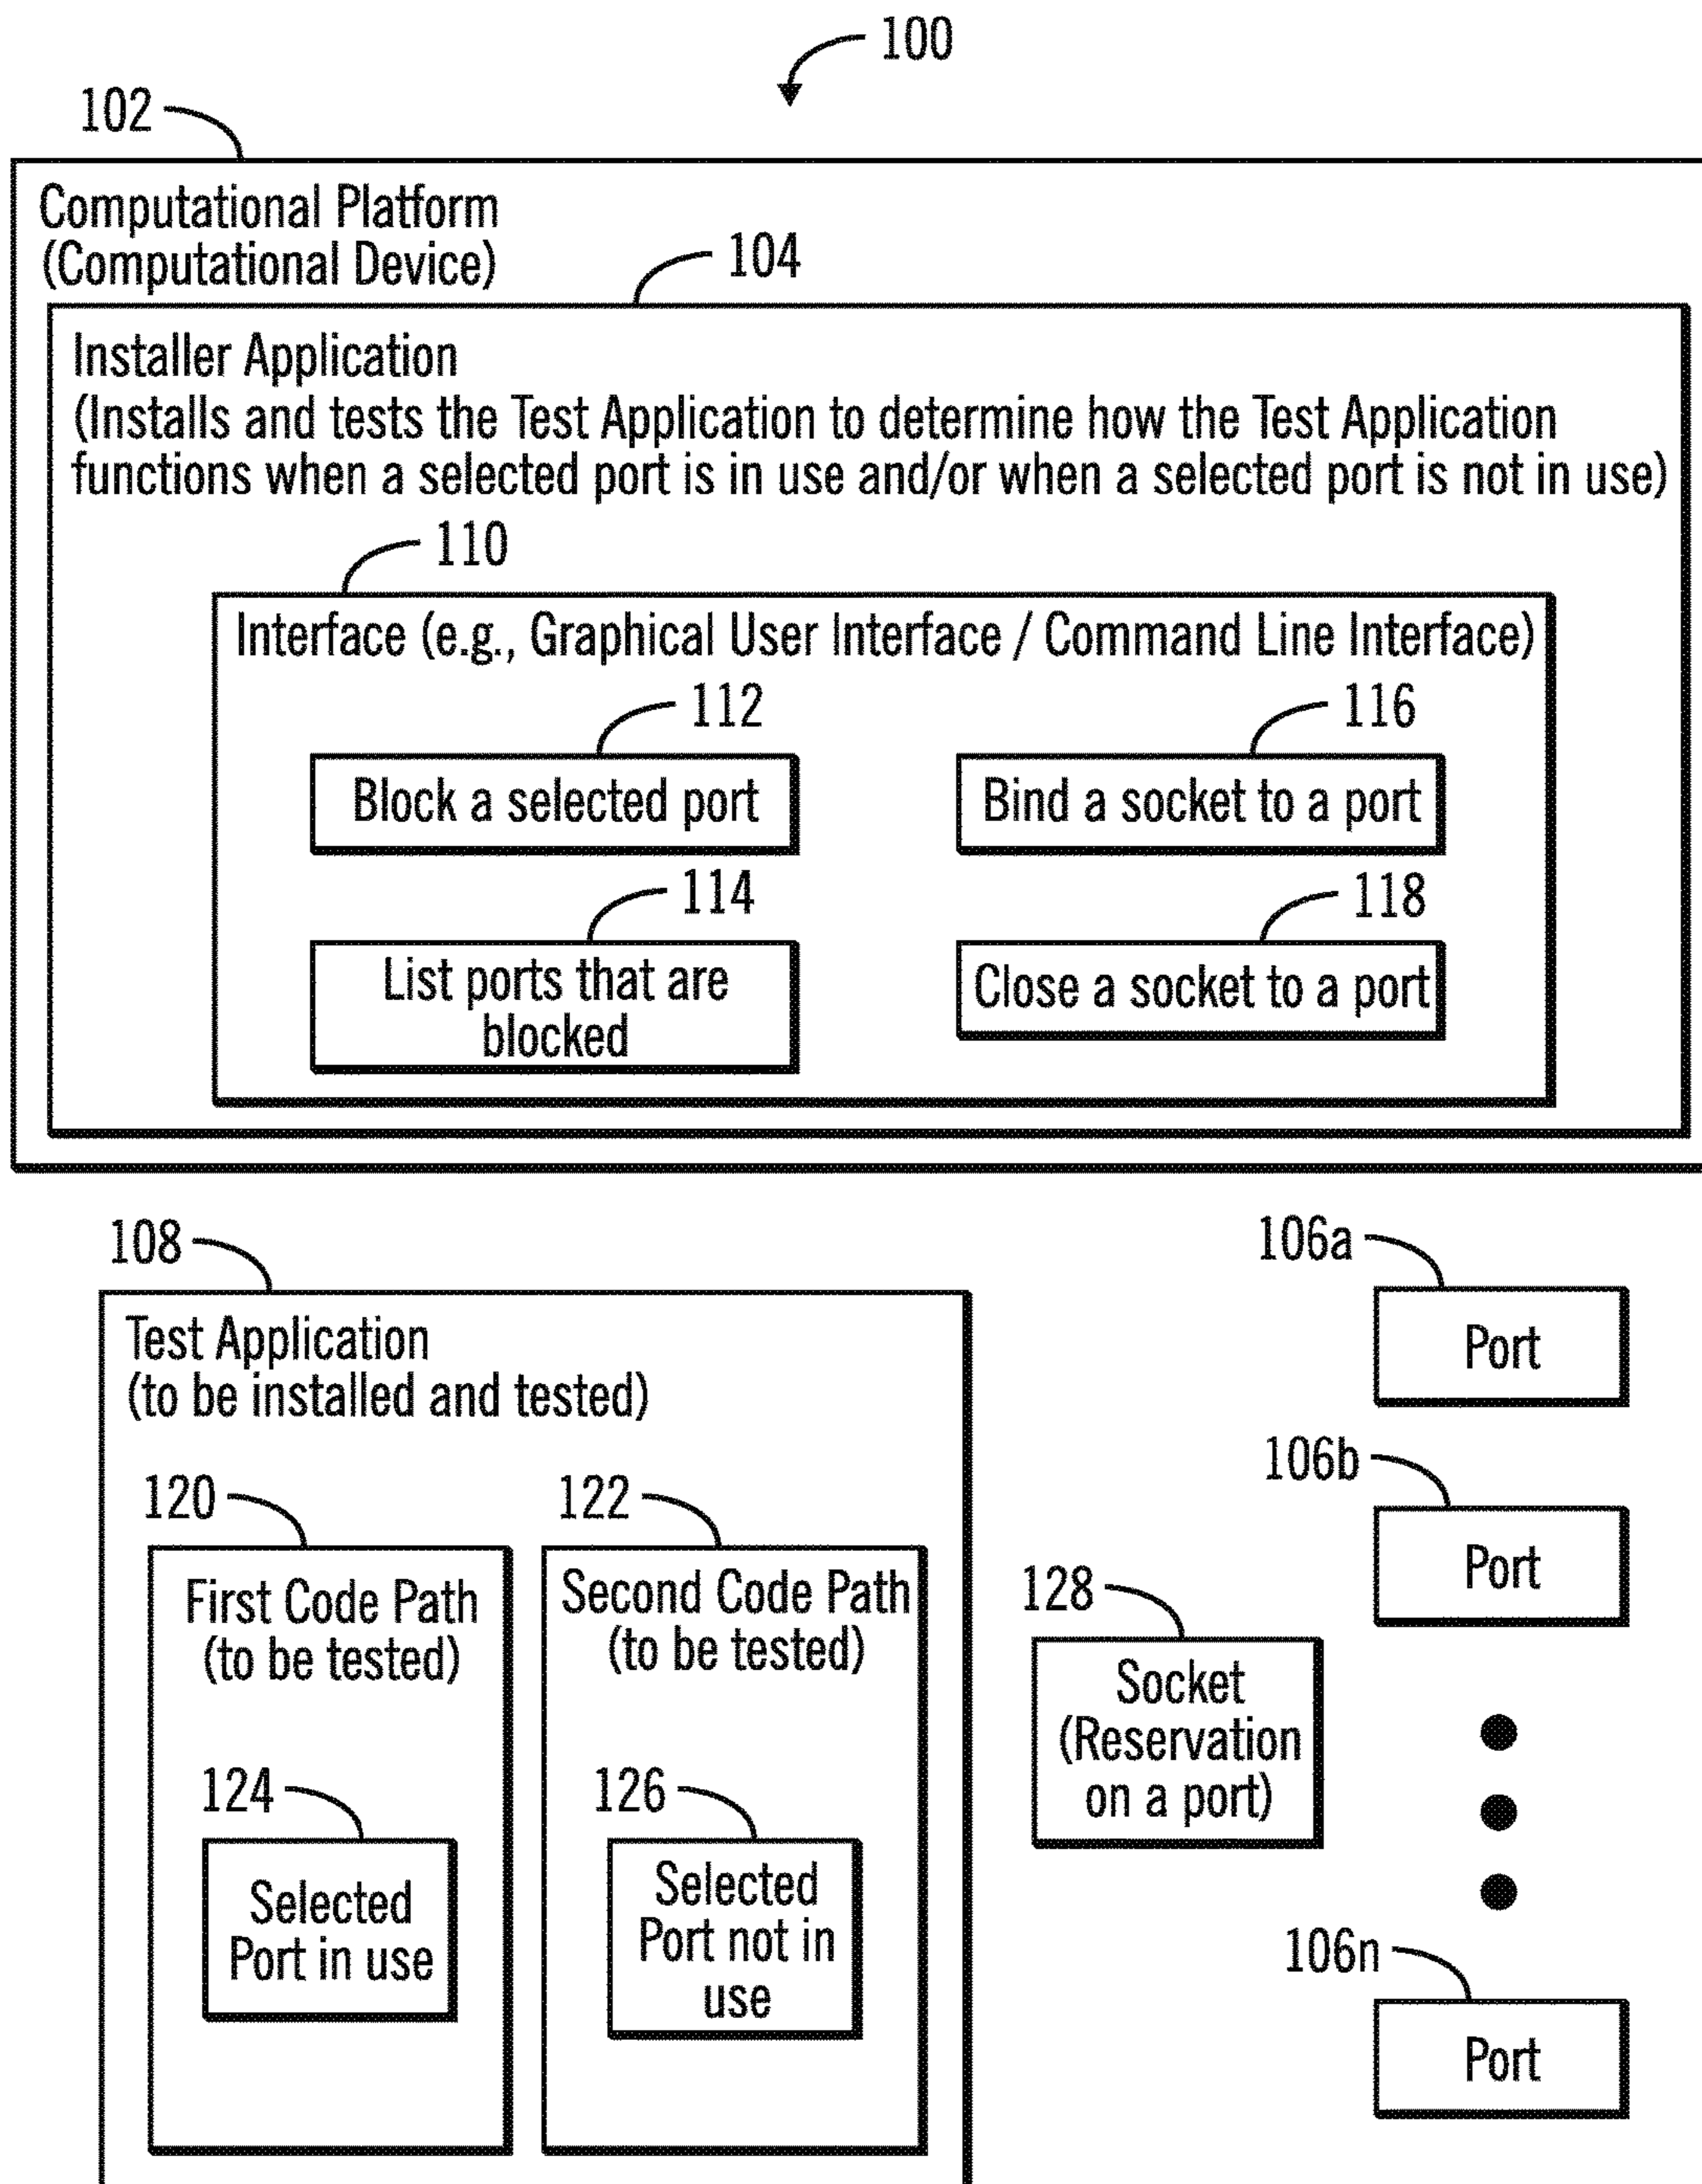 100
102
Computational Platform
(Computational Device)
104
Installer Application
(Installs and tests the Test Application to determine how the Test Application
functions when a selected port is in use and/or when a selected port is not in use)
110
Interface (e.g., Graphical User Interface / Command Line Interface)
112
116
Block a selected port
Bind a socket to a port
114
118
List ports that are
blocked
Close a socket to a port
108
106a
Test Application
(to be installed and tested)
Port
106b
120
122
Port
First Code Path
(to be tested)
Second Code Path
(to be tested)
128
Socket
(Reservation
on a port)
124
126
Selected
Port in use
Selected
Port not in
use
106n
Port